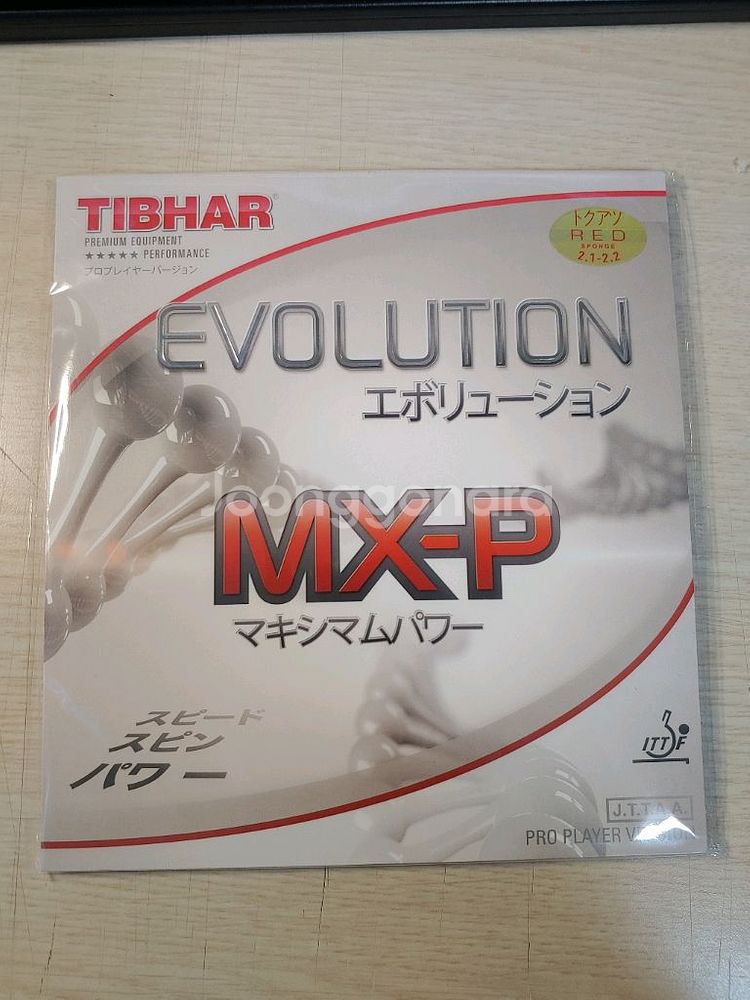 TIBHAR®
PREMIUM EQUIPMENT
★★★★★ PERFORMANCE
プロプレイヤーバージョン
トクアツ
RED
SPONGE
2.1-2.2
EVOLUTION
エボリューション
Joonggonara
MX-P
マキシマムパワー
スピード
スピン
パワー
ITTF
J.T.T.A.A.
PRO PLAYER VERSION